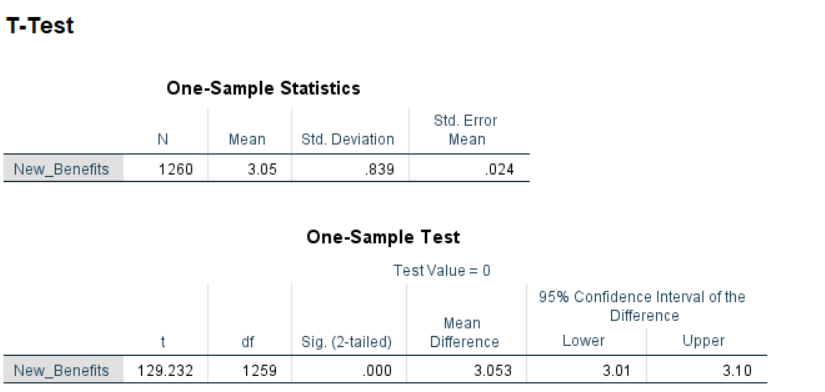 T-Test
One-Sample Statistics
N Mean Std. Deviation Std. Error Mean
New_Benefits 1260 3.05 .839 .024
One-Sample Test
Test Value = 0
t df Sig. (2-tailed) Mean Difference 95% Confidence Interval of the Difference
Lower Upper
New_Benefits 129.232 1259 .000 3.053 3.01 3.10